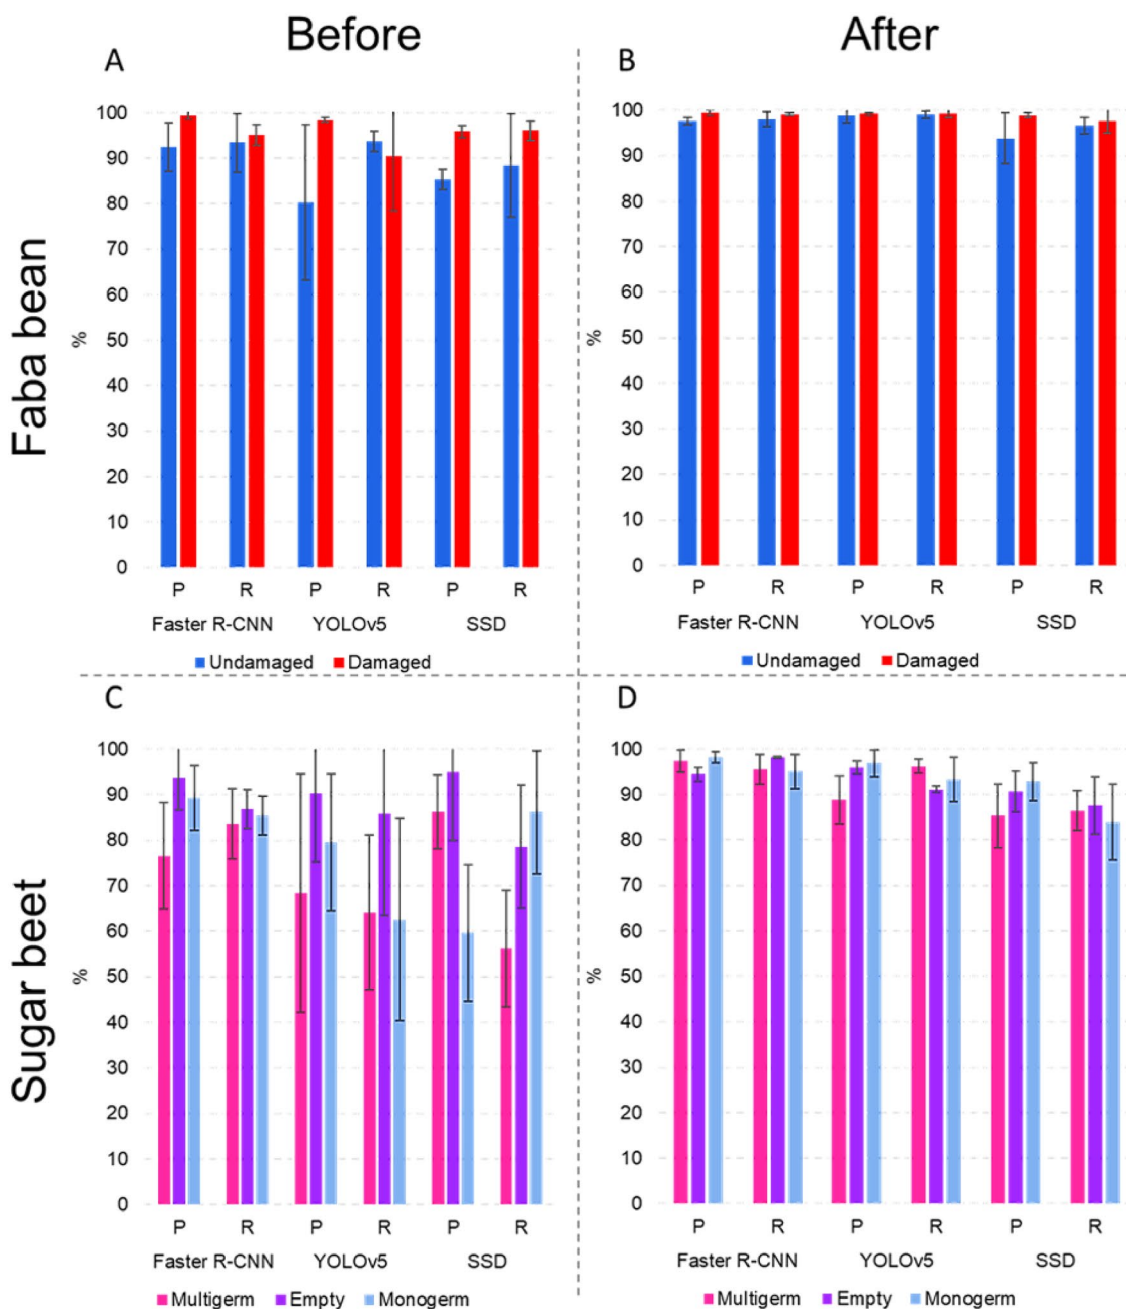 Before
After
Faba bean
Sugar beet
A
100
90
80
70
60
50
40
30
20
10
0
%
P R P R P R
Faster R-CNN YOLOv5 SSD
Undamaged Damaged
B
100
90
80
70
60
50
40
30
20
10
0
%
P R P R P R
Faster R-CNN YOLOv5 SSD
Undamaged Damaged
C
100
90
80
70
60
50
40
30
20
10
0
%
P R P R P R
Faster R-CNN YOLOv5 SSD
Multigerm Empty Monogerm
D
100
90
80
70
60
50
40
30
20
10
0
%
P R P R P R
Faster R-CNN YOLOv5 SSD
Multigerm Empty Monogerm